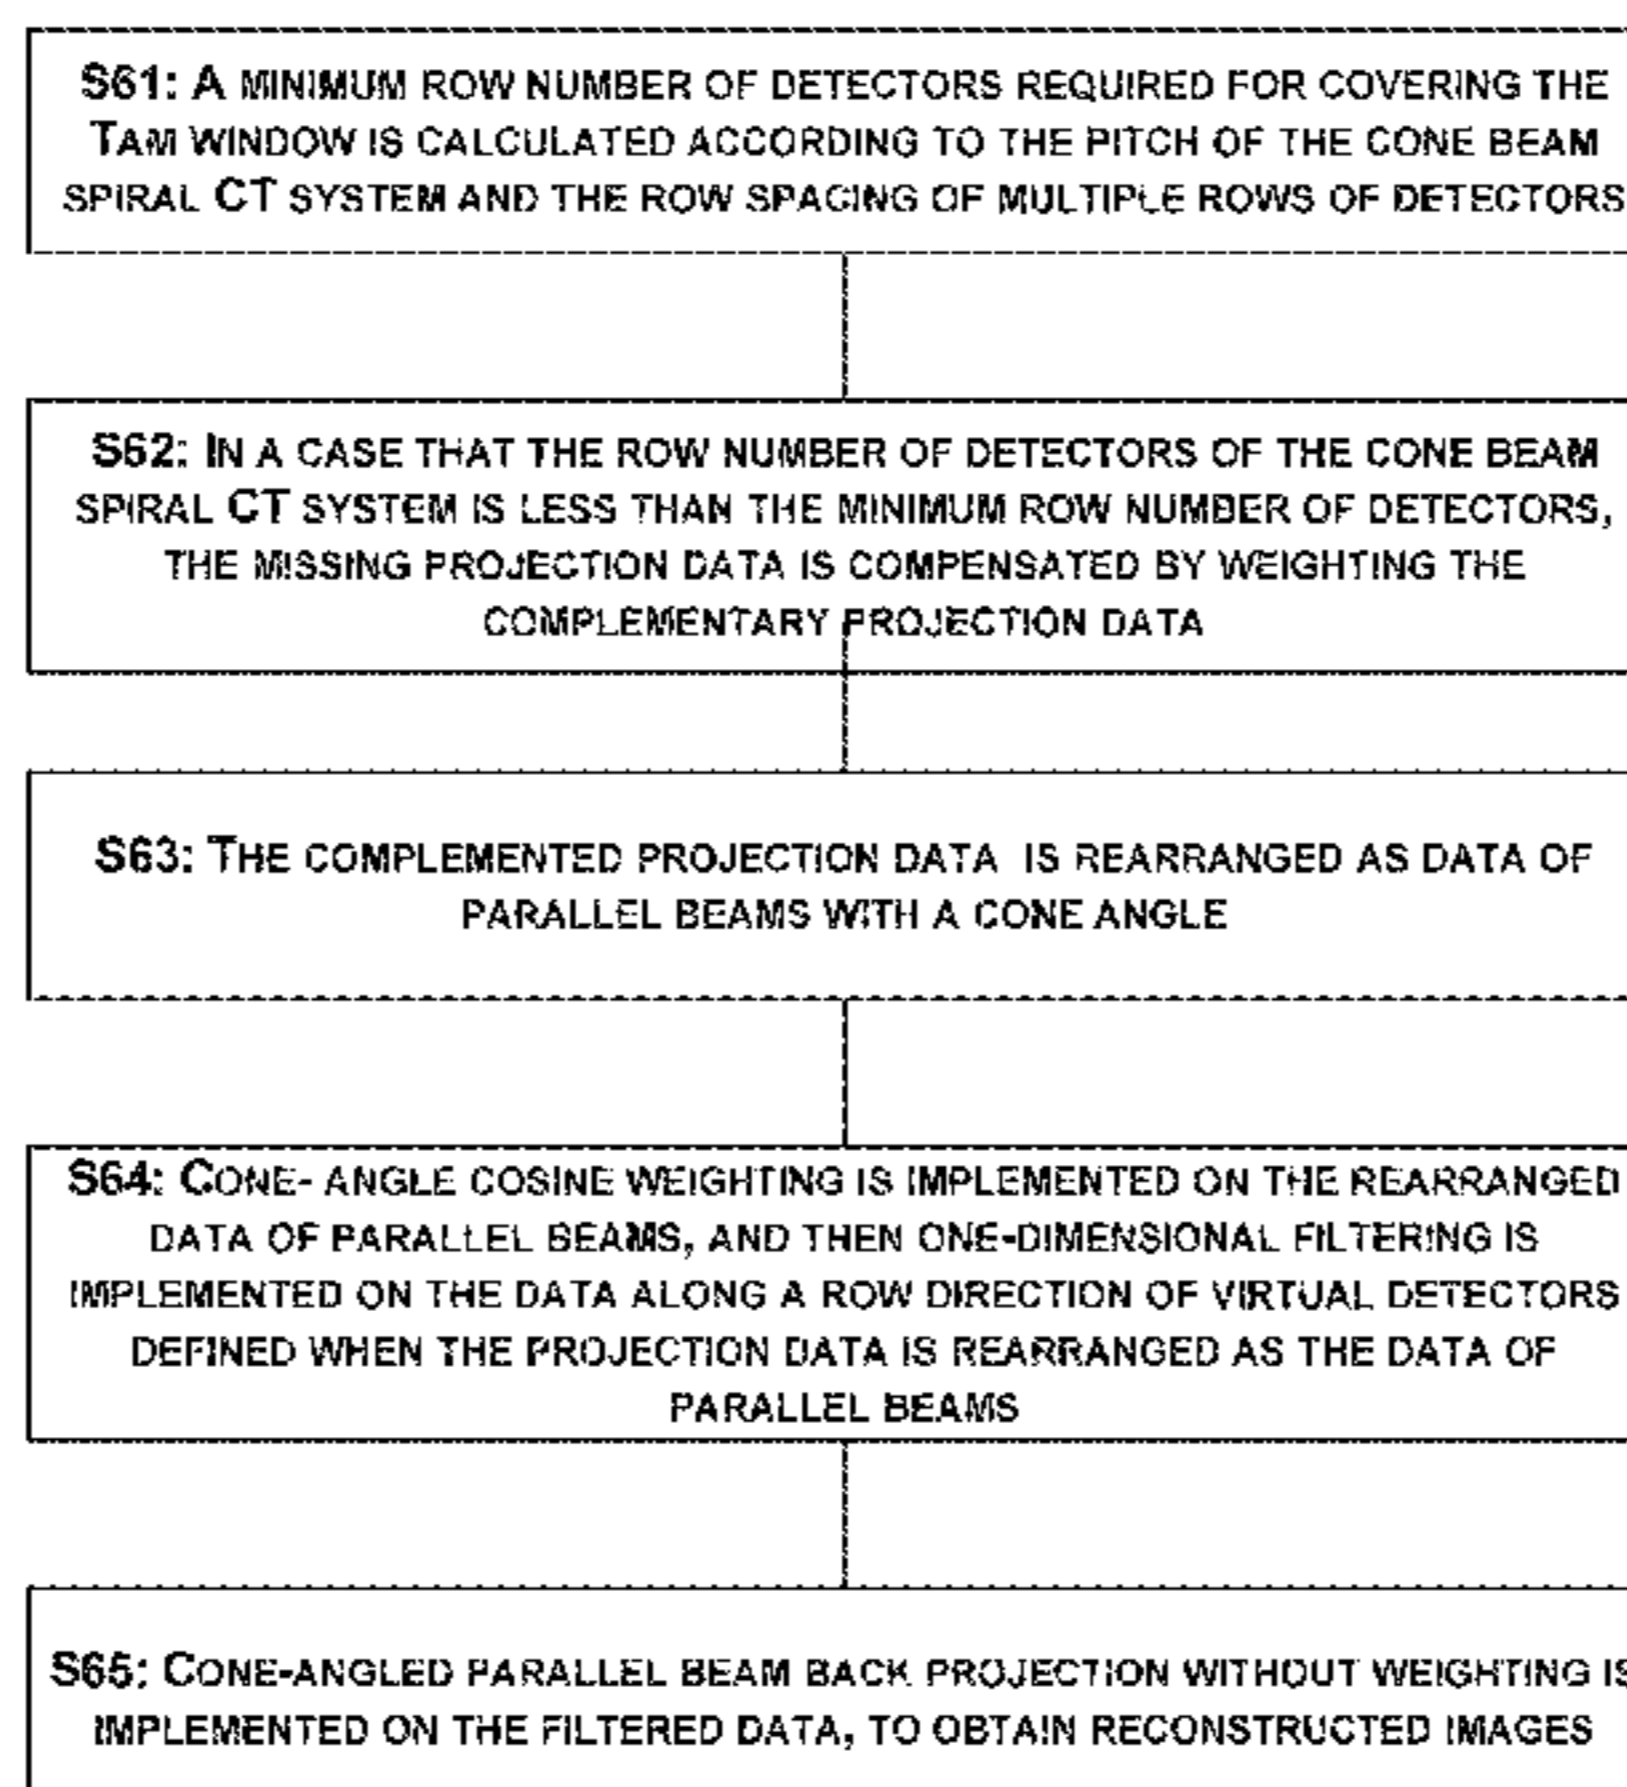 S61: A MINIMUM ROW NUMBER OF DETECTORS REQUIRED FOR COVERING THE
TAM WINDOW IS CALCULATED ACCORDING TO THE PITCH OF THE CONE BEAM
SPIRAL CT SYSTEM AND THE ROW SPACING OF MULTIPLE ROWS OF DETECTORS
S62: IN A CASE THAT THE ROW NUMBER OF DETECTORS OF THE CONE BEAM
SPIRAL CT SYSTEM IS LESS THAN THE MINIMUM ROW NUMBER OF DETECTORS,
THE MISSING PROJECTION DATA IS COMPENSATED BY WEIGHTING THE
COMPLEMENTARY PROJECTION DATA
S63: THE COMPLEMENTED PROJECTION DATA IS REARRANGED AS DATA OF
PARALLEL BEAMS WITH A CONE ANGLE
S64: CONE- ANGLE COSINE WEIGHTING IS IMPLEMENTED ON THE REARRANGED
DATA OF PARALLEL BEAMS, AND THEN ONE-DIMENSIONAL FILTERING IS
IMPLEMENTED ON THE DATA ALONG A ROW DIRECTION OF VIRTUAL DETECTORS
DEFINED WHEN THE PROJECTION DATA IS REARRANGED AS THE DATA OF
PARALLEL BEAMS
S65: CONE-ANGLED PARALLEL BEAM BACK PROJECTION WITHOUT WEIGHTING IS
IMPLEMENTED ON THE FILTERED DATA, TO OBTAIN RECONSTRUCTED IMAGES